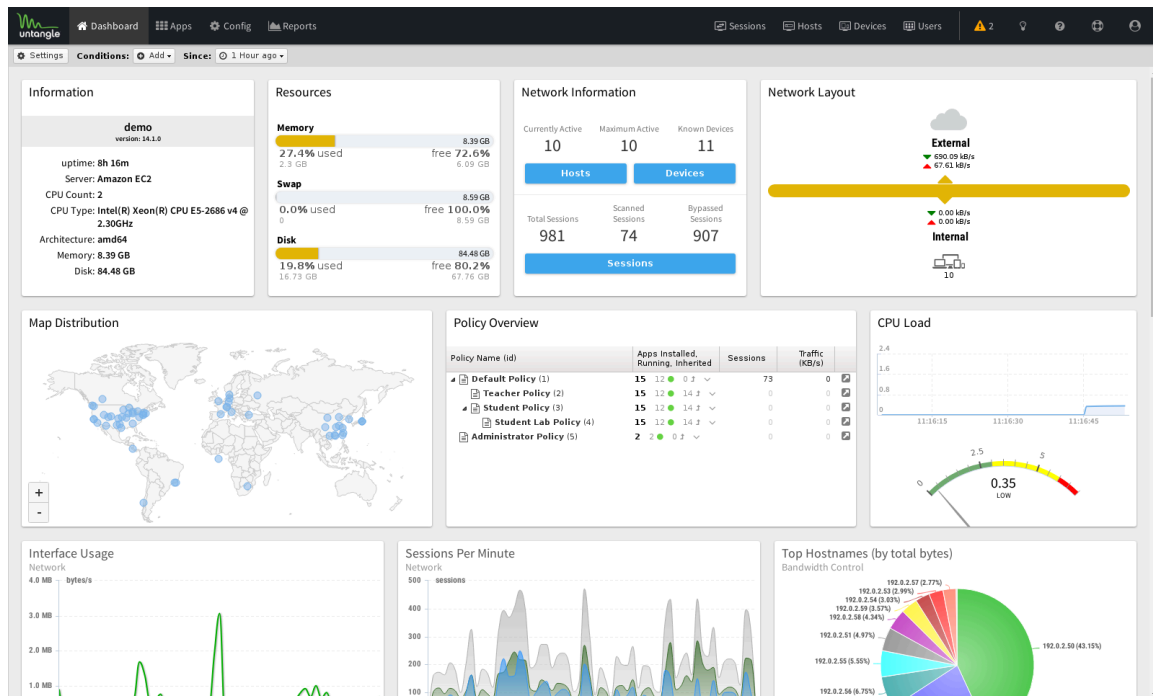 untangle
Dashboard Apps Config Reports Sessions Hosts Devices Users 2
Settings Conditions: Add Since: 1 Hour ago
Information
demo
version: 14.1.0
uptime: 8h 16m
Server: Amazon EC2
CPU Count: 2
CPU Type: Intel(R) Xeon(R) CPU E5-2686 v4 @
2.30GHz
Architecture: amd64
Memory: 8.39 GB
Disk: 84.48 GB
Resources
Memory
8.39 GB
27.4% used free 72.6%
2.3 GB 6.09 GB
Swap
8.59 GB
0.0% used free 100.0%
0 8.59 GB
Disk
84.48 GB
19.8% used free 80.2%
16.73 GB 67.76 GB
Network Information
Currently Active Maximum Active Known Devices
10 10 11
Hosts Devices
Total Sessions Scanned Sessions Bypassed Sessions
981 74 907
Sessions
Network Layout
External
690.09 kB/s
67.61 kB/s
0.00 kB/s
0.00 kB/s
Internal
10
Map Distribution
+
-
Policy Overview
Policy Name (id) Apps Installed, Running, Inherited Sessions Traffic (KB/s)
Default Policy (1) 15 12 0 73 0
Teacher Policy (2) 15 12 14 0 0
Student Policy (3) 15 12 14 0 0
Student Lab Policy (4) 15 12 14 0 0
Administrator Policy (5) 2 2 0 0 0
CPU Load
2.4
1.6
0.8
0
11:16:15 11:16:30 11:16:45
0 2.5 5
0.35
LOW
Interface Usage
Network
4.0 MB bytes/s
3.0 MB
2.0 MB
1.0 MB
Sessions Per Minute
Network
500 sessions
400
300
200
100
Top Hostnames (by total bytes)
Bandwidth Control
192.0.2.57 (2.77%)
192.0.2.53 (2.99%)
192.0.2.54 (3.03%)
192.0.2.59 (3.57%)
192.0.2.58 (4.34%)
192.0.2.51 (4.97%)
192.0.2.50 (43.15%)
192.0.2.55 (5.55%)
192.0.2.56 (6.75%)